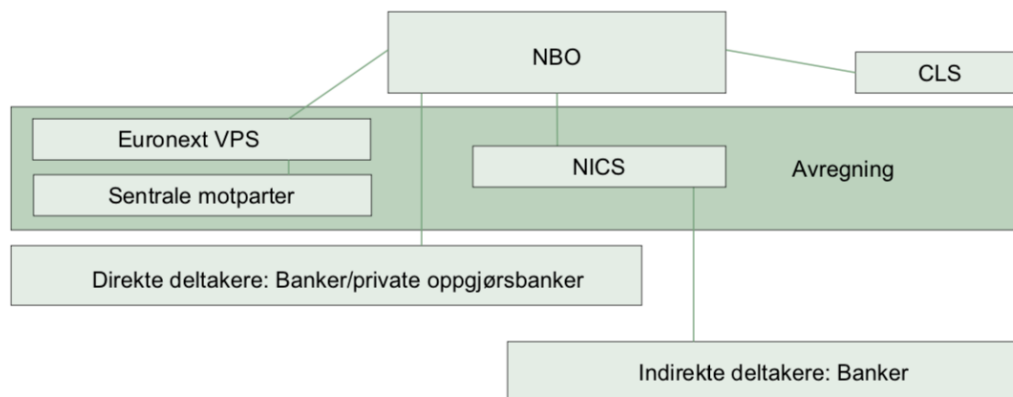 NBO
CLS
Euronext VPS
Sentrale motparter
NICS
Avregning
Direkte deltakere: Banker/private oppgjørsbanker
Indirekte deltakere: Banker